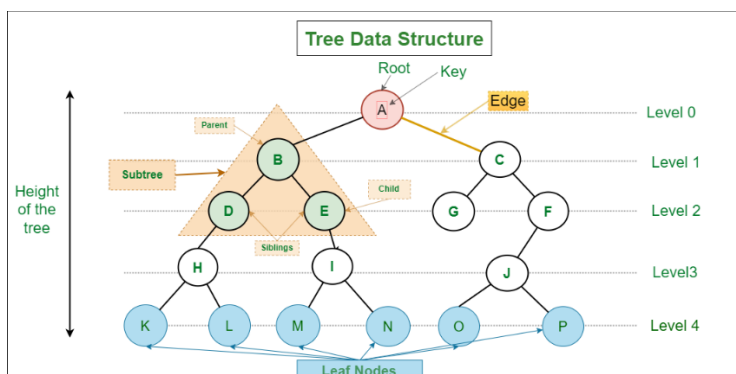 Tree Data Structure
Root
Key
A
Edge
Level 0
Parent
B
C
Level 1
Subtree
Child
Height
of the
tree
D
E
G
F
Level 2
Siblings
H
I
J
Level3
K
L
M
N
O
P
Level 4
Leaf Nodes